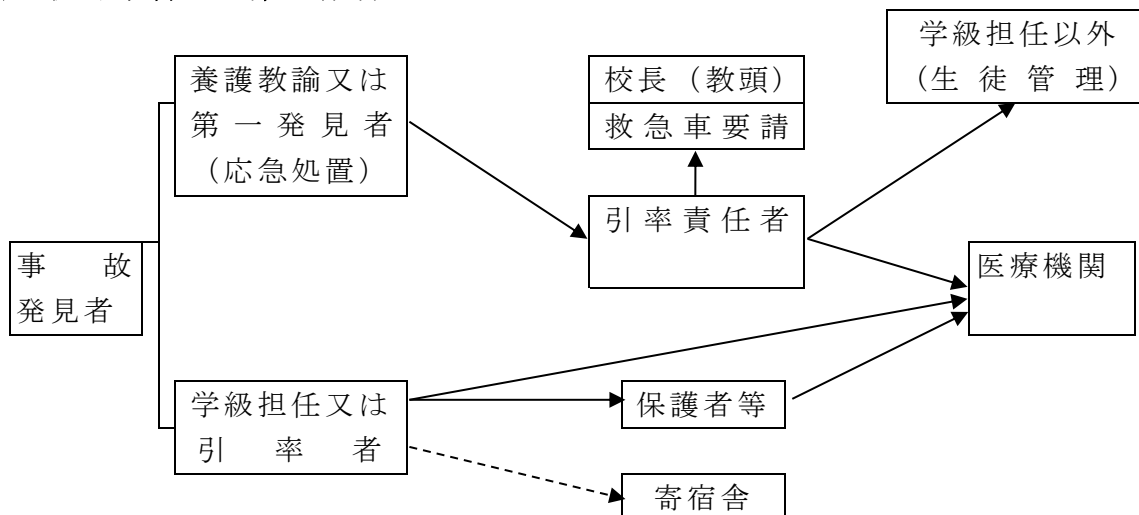 学級担任以外
（生徒管理）
養護教諭又は
第一発見者
（応急処置）
校長（教頭）
救急車要請
引率責任者
事故
発見者
医療機関
学級担任又は
引率者
保護者等
寄宿舎